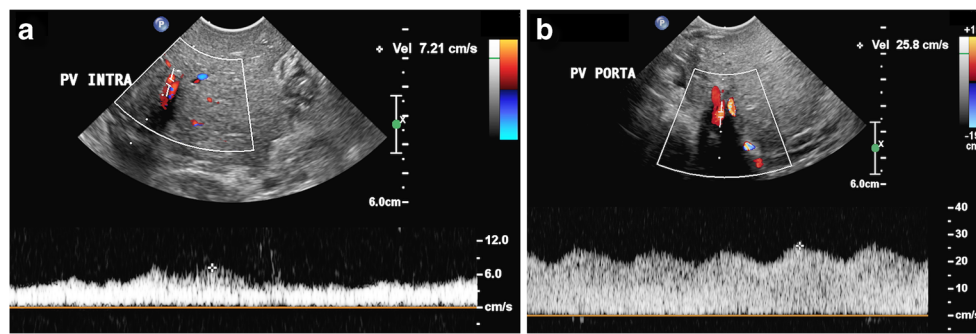 a
P
Vel 7.21 cm/s
PV INTRA
X
6.0cm
12.0
6.0
cm/s
b
P
Vel 25.8 cm/s
PV PORTA
X
6.0cm
40
30
20
10
cm/s